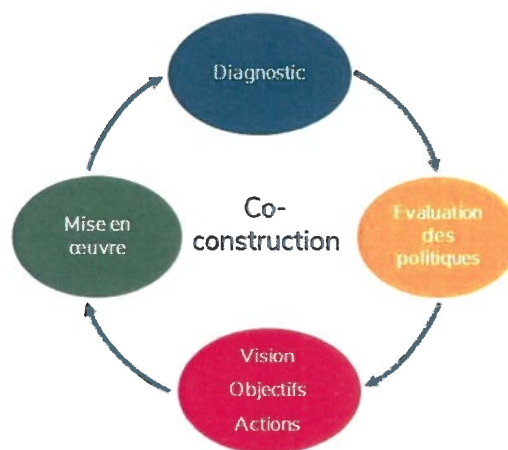 Diagnostic
Evaluation
des
politiques
Vision
Objectifs
Actions
Mise en
œuvre
Co-
construction